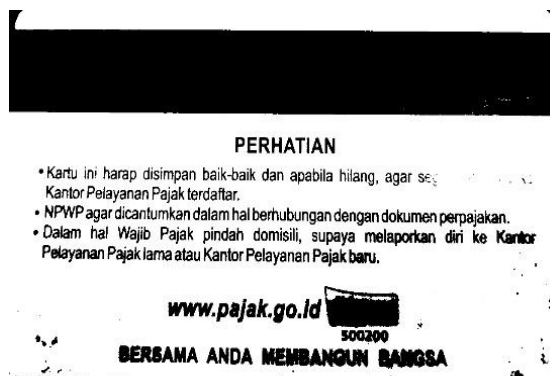 PERHATIAN
• Kartu ini harap disimpan baik-baik dan apabila hilang, agar
Kantor Pelayanan Pajak terdaftar.
• NPWP agar dicantumkan dalam hal berhubungan dengan dokumen perpajakan.
• Dalam hal Wajib Pajak pindah domisili, supaya melaporkan diri ke Kantor
Pelayanan Pajak lama atau Kantor Pelayanan Pajak baru.
www.pajak.go.id
500200
BERSAMA ANDA MEMBANGUN BANGSA